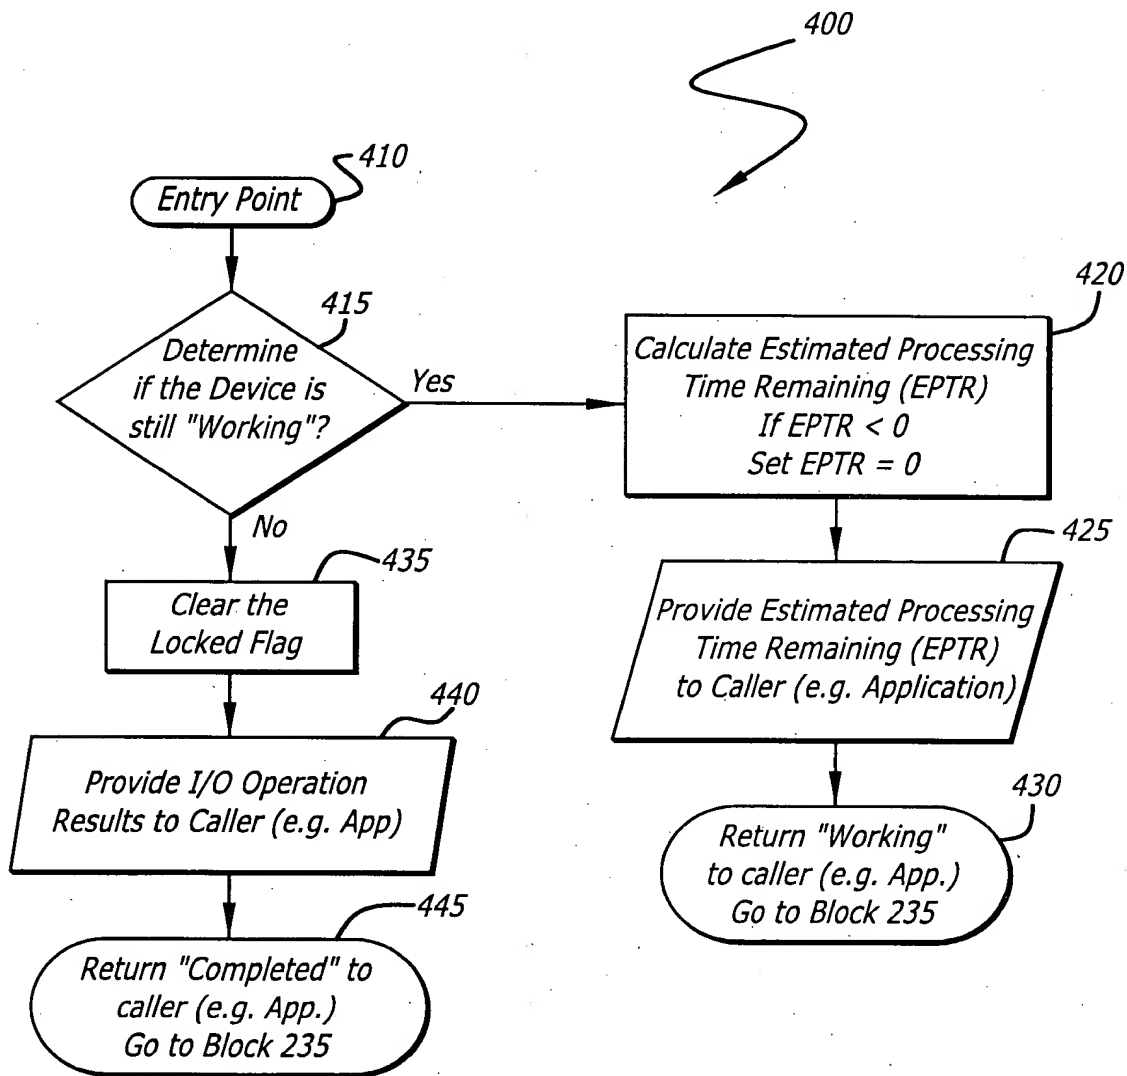 400
410
Entry Point
415
Determine
if the Device is
still "Working"?
Yes
No
420
Calculate Estimated Processing
Time Remaining (EPTR)
If EPTR < 0
Set EPTR = 0
425
Provide Estimated Processing
Time Remaining (EPTR)
to Caller (e.g. Application)
430
Return "Working"
to caller (e.g. App.)
Go to Block 235
435
Clear the
Locked Flag
440
Provide I/O Operation
Results to Caller (e.g. App)
445
Return "Completed" to
caller (e.g. App.)
Go to Block 235